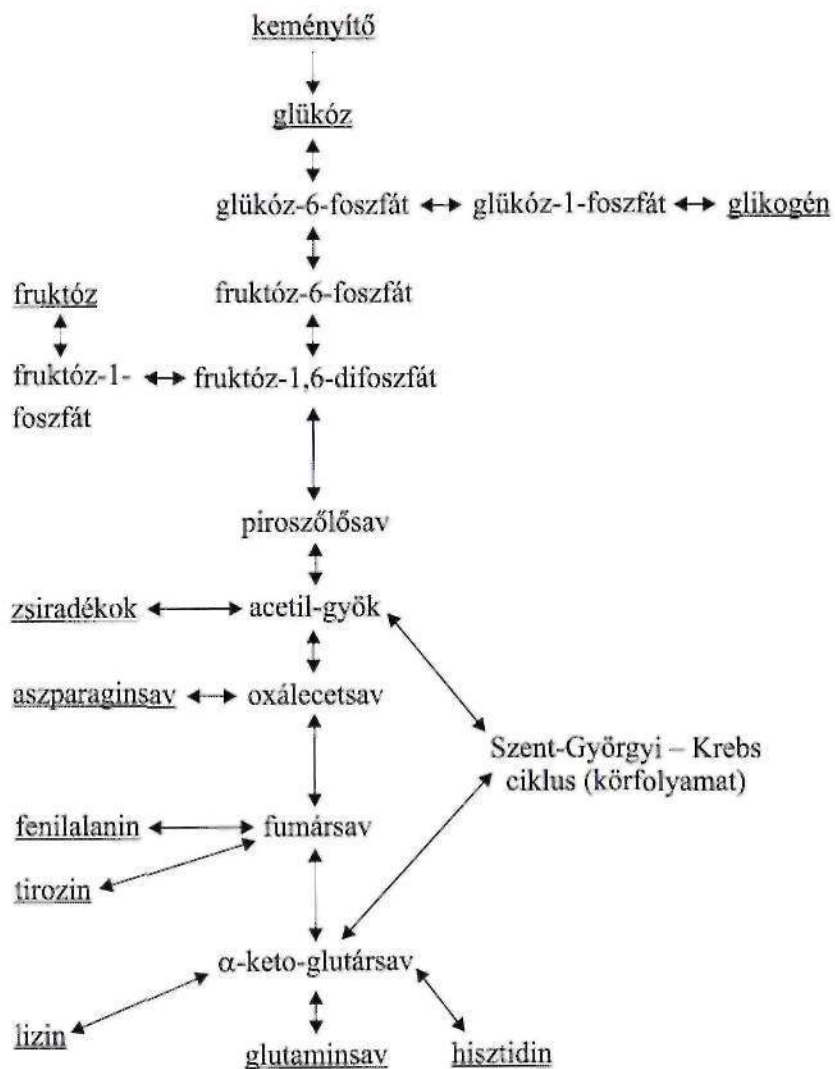 keményítő
glükóz
glükóz-6-foszfát glükóz-1-foszfát glikogén
fruktóz fruktóz-6-foszfát
fruktóz-1- fruktóz-1,6-difoszfát
foszfát
piroszőlősav
zsiradékok acetil-gyök
aszparaginsav oxálecetsav
Szent-Györgyi – Krebs
ciklus (körfolyamat)
fenilalanin fumársav
tirozin
α-keto-glutársav
lizin
glutaminsav hisztidin